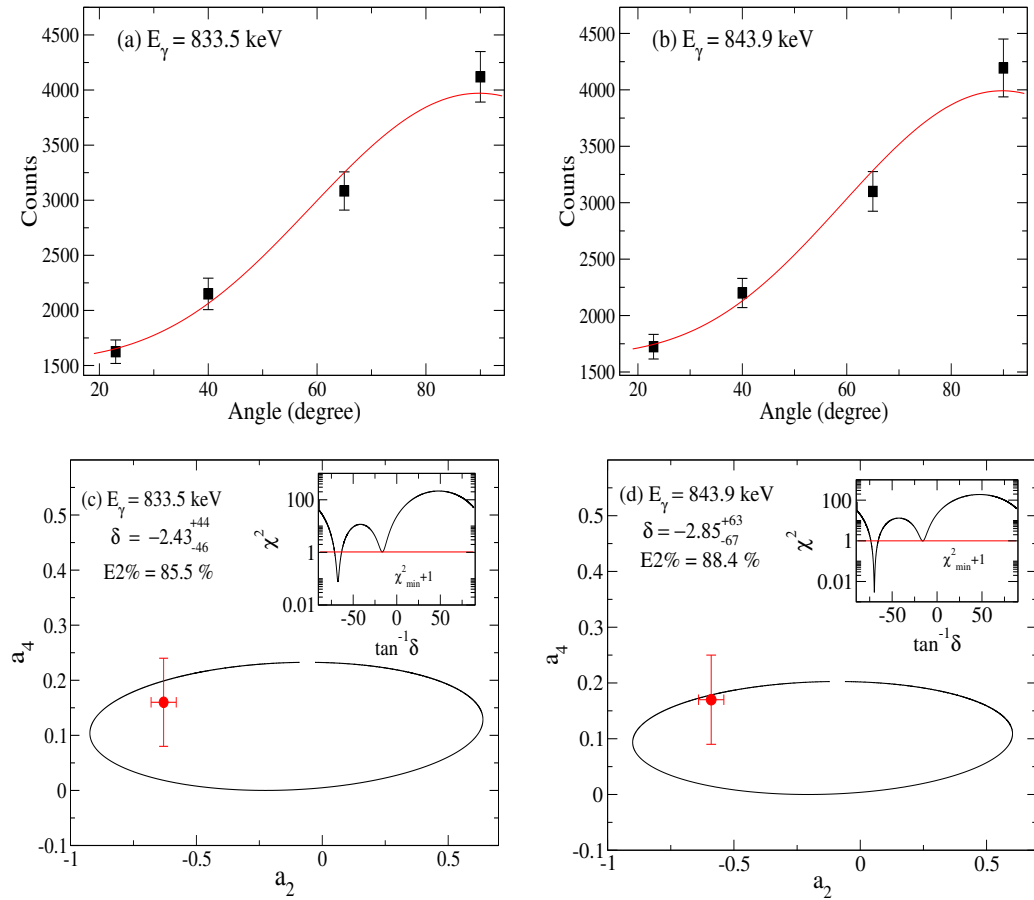 (a) Eγ = 833.5 keV
4500
4000
3500
3000
2500
2000
1500
Counts
20 40 60 80
Angle (degree)
(b) Eγ = 843.9 keV
4500
4000
3500
3000
2500
2000
1500
Counts
20 40 60 80
Angle (degree)
(c) Eγ = 833.5 keV
δ = −2.43 +44 -46
E2% = 85.5 %
0.5
0.4
0.3
0.2
0.1
0
-0.1
a4
-1 -0.5 0 0.5
a2
100
1
0.01
χ2
χ2min+1
-50 0 50
tan-1δ
(d) Eγ = 843.9 keV
δ = −2.85 +63 -67
E2% = 88.4 %
0.5
0.4
0.3
0.2
0.1
0
-0.1
a4
-1 -0.5 0 0.5
a2
100
1
0.01
χ2
χ2min+1
-50 0 50
tan-1δ